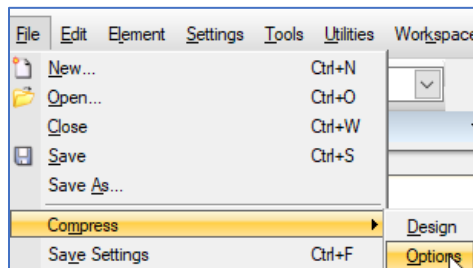 File Edit Element Settings Tools Utilities Workspace
New... Ctrl+N
Open... Ctrl+O
Close Ctrl+W
Save Ctrl+S
Save As...
Compress Design
Save Settings Ctrl+F Options